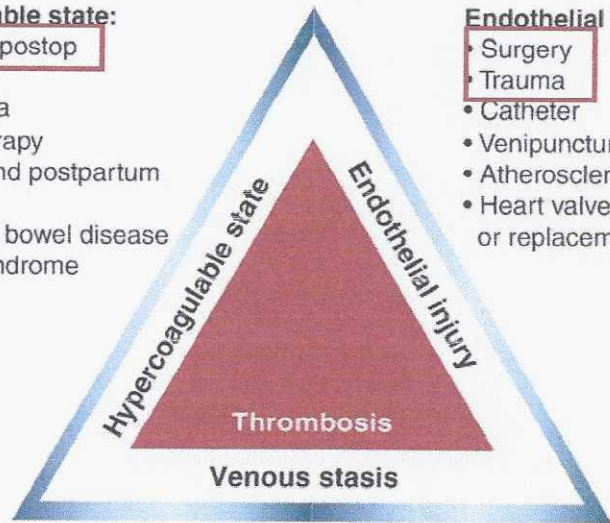 able state:
postop
a
rapy
nd postpartum
bowel disease
ndrome
Endothelial
• Surgery
• Trauma
• Catheter
• Venipunctur
• Atheroscler
• Heart valve
or replacem
Hypercoagulable state
Endothelial injury
Thrombosis
Venous stasis